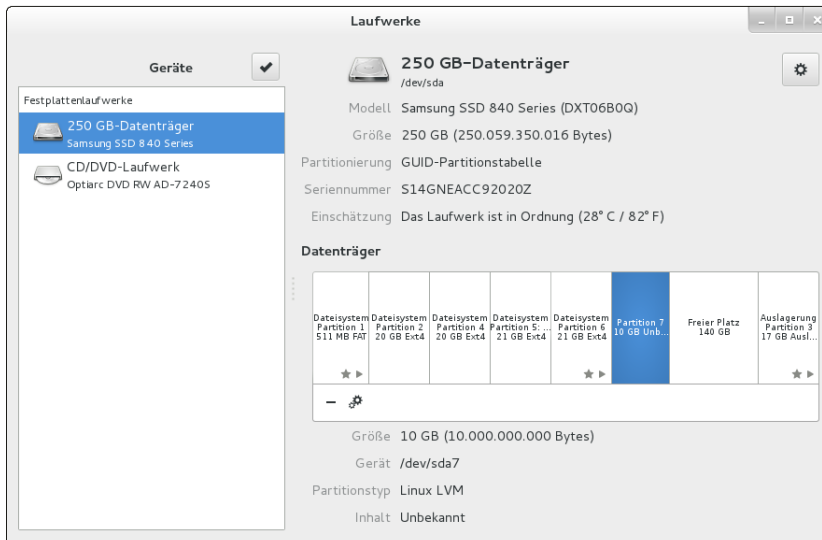 Laufwerke
Geräte
Festplattenlaufwerke
250 GB-Datenträger
Samsung SSD 840 Series
CD/DVD-Laufwerk
Optiarc DVD RW AD-7240S
250 GB-Datenträger
/dev/sda
Modell Samsung SSD 840 Series (DXT06B0Q)
Größe 250 GB (250.059.350.016 Bytes)
Partitionierung GUID-Partitionstabelle
Seriennummer S14GNEACC92020Z
Einschätzung Das Laufwerk ist in Ordnung (28° C / 82° F)
Datenträger
Dateisystem
Partition 1
511 MB FAT
Dateisystem
Partition 2
20 GB Ext4
Dateisystem
Partition 4
20 GB Ext4
Dateisystem
Partition 5: ...
21 GB Ext4
Dateisystem
Partition 6
21 GB Ext4
Partition 7
10 GB Unb...
Freier Platz
140 GB
Auslagerung
Partition 3
17 GB Ausl...
Größe 10 GB (10.000.000.000 Bytes)
Gerät /dev/sda7
Partitionstyp Linux LVM
Inhalt Unbekannt